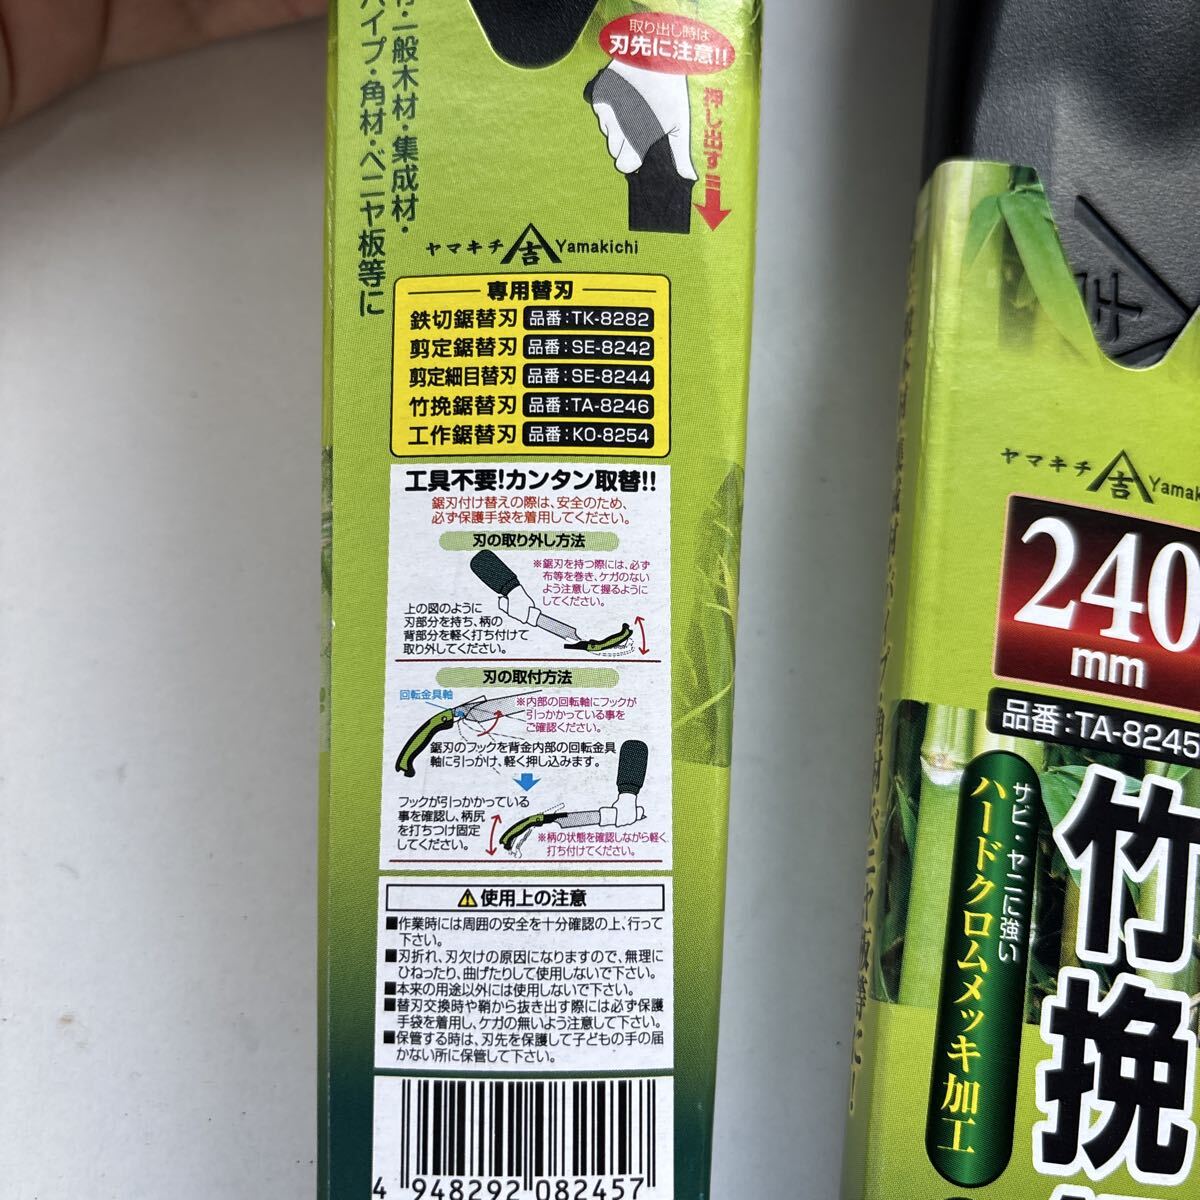 取り出し時は
刃先に注意!!
押し出す
・一般木材・集成材・
パイプ・角材・ベニヤ板等に
ヤマキチ 吉 Yamakichi
専用替刃
鉄切鋸替刃 品番:TK-8282
剪定鋸替刃 品番:SE-8242
剪定細目替刃 品番:SE-8244
竹挽鋸替刃 品番:TA-8246
工作鋸替刃 品番:KO-8254
工具不要!カンタン取替!!
鋸刃付け替えの際は、安全のため、
必ず保護手袋を着用してください。
刃の取り外し方法
※鋸刃を持つ際には、必ず
布等を巻き、ケガのない
よう注意して握るように
してください。
上の図のように
刃部分を持ち、柄の
背部分を軽く打ち付けて
取り外してください。
刃の取付方法
回転金具軸
※内部の回転軸にフックが
引っかかっている事を
ご確認ください。
鋸刃のフックを背金内部の回転金具
軸に引っかけ、軽く押し込みます。
フックが引っかかっている
事を確認し、柄尻
を打ちつけ固定
してください。
※柄の状態を確認しながら軽く
打ち付けてください。
使用上の注意
■作業時には周囲の安全を十分確認の上、行って
下さい。
■刃折れ、刃欠けの原因になりますので、無理に
ひねったり、曲げたりして使用しないで下さい。
■本来の用途以外には使用しないで下さい。
■替刃交換時や鞘から抜き出す際には必ず保護
手袋を着用し、ケガの無いよう注意して下さい。
■保管する時は、刃先を保護して子どもの手の届
かない所に保管して下さい。
4 948292 082457
ヤマキチ 吉 Yamak
240
mm
品番:TA-8245
サビ・ヤニに強い
ハードクロムメッキ加工
竹挽